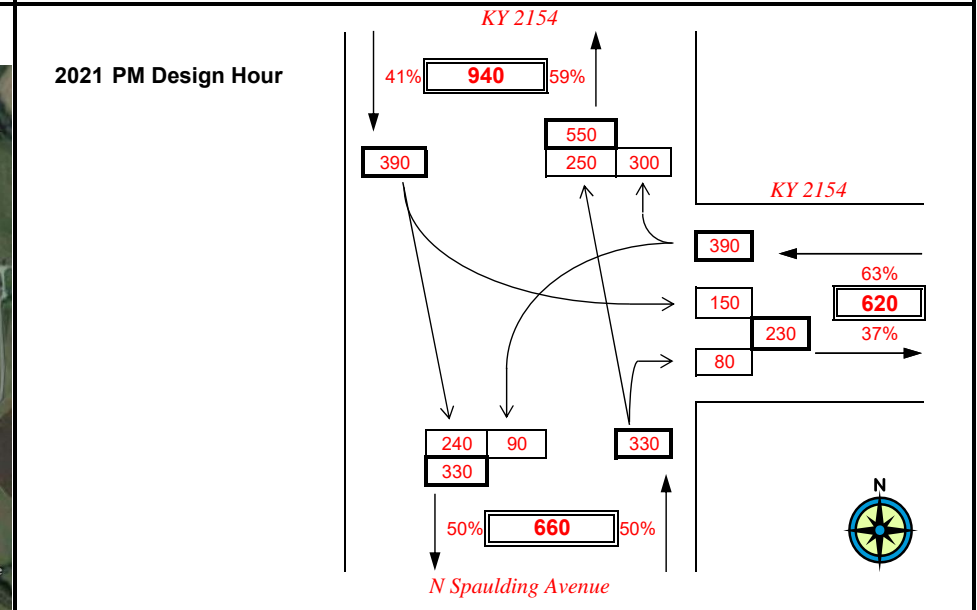 KY 2154
2021 PM Design Hour
41% 940 59%
550
390 250 300
KY 2154
390
63%
150 620
230 37%
80
240 90 330
330
N
50% 660 50%
N Spaulding Avenue